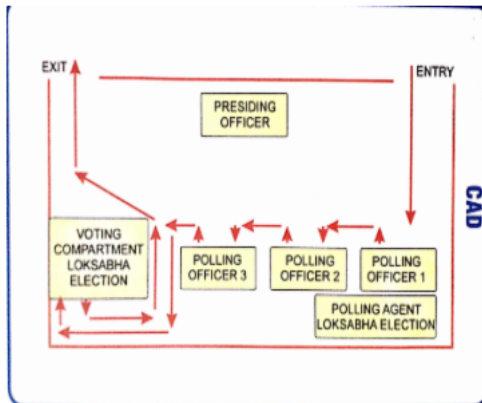 EXIT
ENTRY
PRESIDING
OFFICER
CAD
VOTING
COMPARTMENT
LOKSABHA
ELECTION
POLLING
OFFICER 3
POLLING
OFFICER 2
POLLING
OFFICER 1
POLLING AGENT
LOKSABHA ELECTION